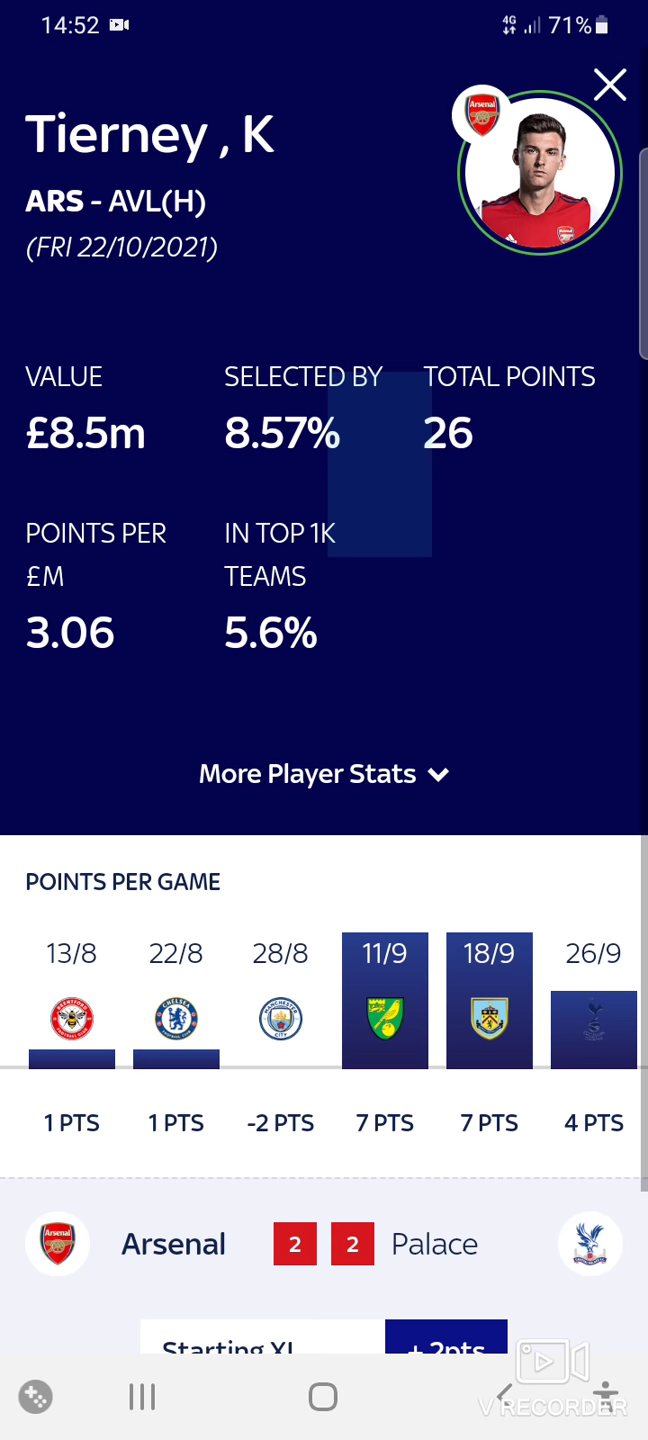 14:52 4G 71%
Tierney , K
ARS - AVL(H)
(FRI 22/10/2021)
Arsenal
VALUE SELECTED BY TOTAL POINTS
£8.5m 8.57% 26
POINTS PER £M IN TOP 1K TEAMS
3.06 5.6%
More Player Stats
POINTS PER GAME
13/8 22/8 28/8 11/9 18/9 26/9
1 PTS 1 PTS -2 PTS 7 PTS 7 PTS 4 PTS
Arsenal Arsenal 2 2 Palace
Starting XI + 2pts
V RECORDER